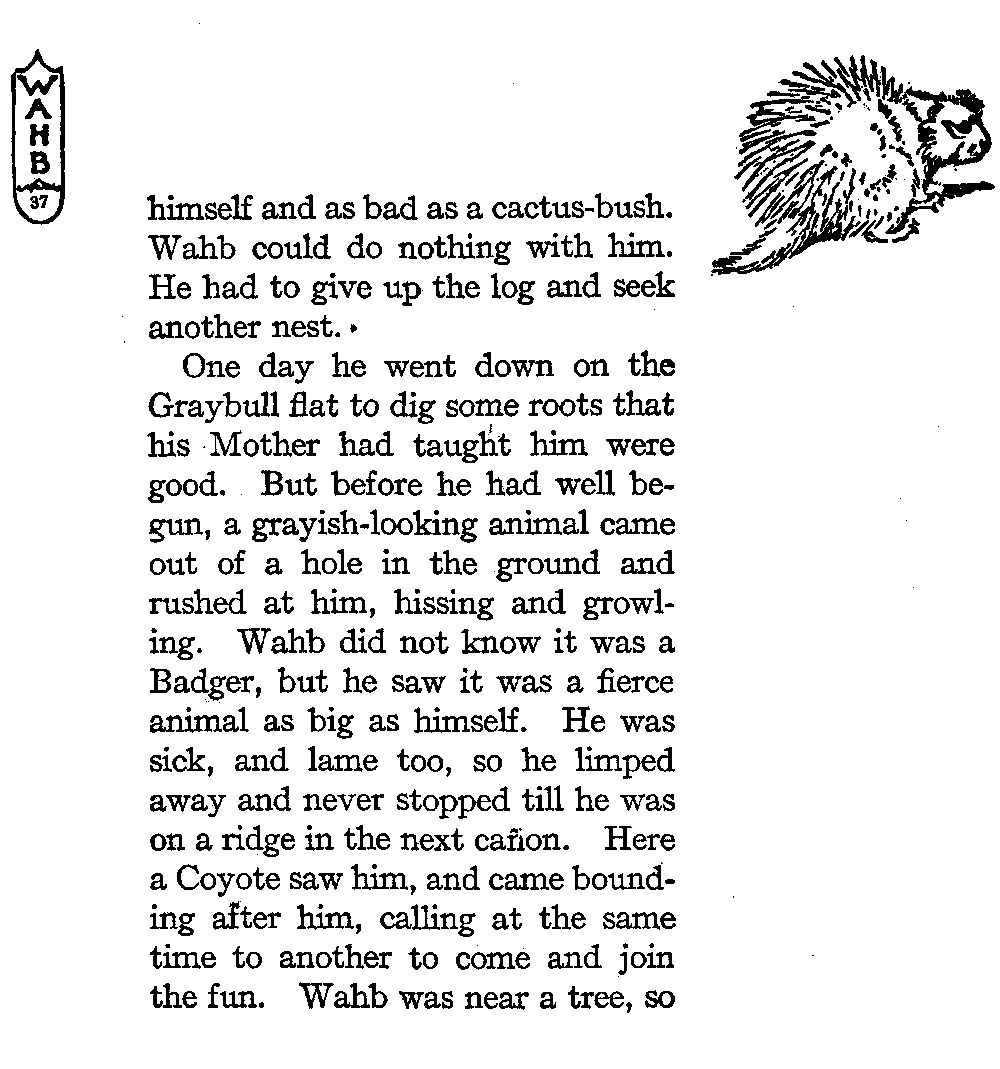 WAHB
37
himself and as bad as a cactus-bush.
Wahb could do nothing with him.
He had to give up the log and seek
another nest.
One day he went down on the
Graybull flat to dig some roots that
his Mother had taught him were
good. But before he had well be-
gun, a grayish-looking animal came
out of a hole in the ground and
rushed at him, hissing and growl-
ing. Wahb did not know it was a
Badger, but he saw it was a fierce
animal as big as himself. He was
sick, and lame too, so he limped
away and never stopped till he was
on a ridge in the next cañon. Here
a Coyote saw him, and came bound-
ing after him, calling at the same
time to another to come and join
the fun. Wahb was near a tree, so